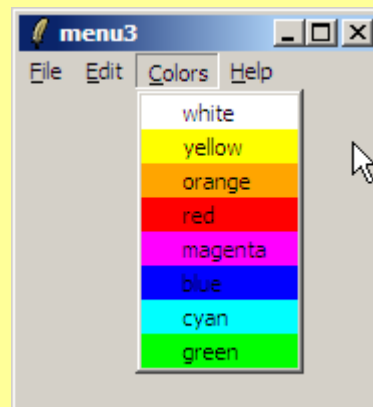 menu3
File Edit Colors Help
white
yellow
orange
red
magenta
blue
cyan
green